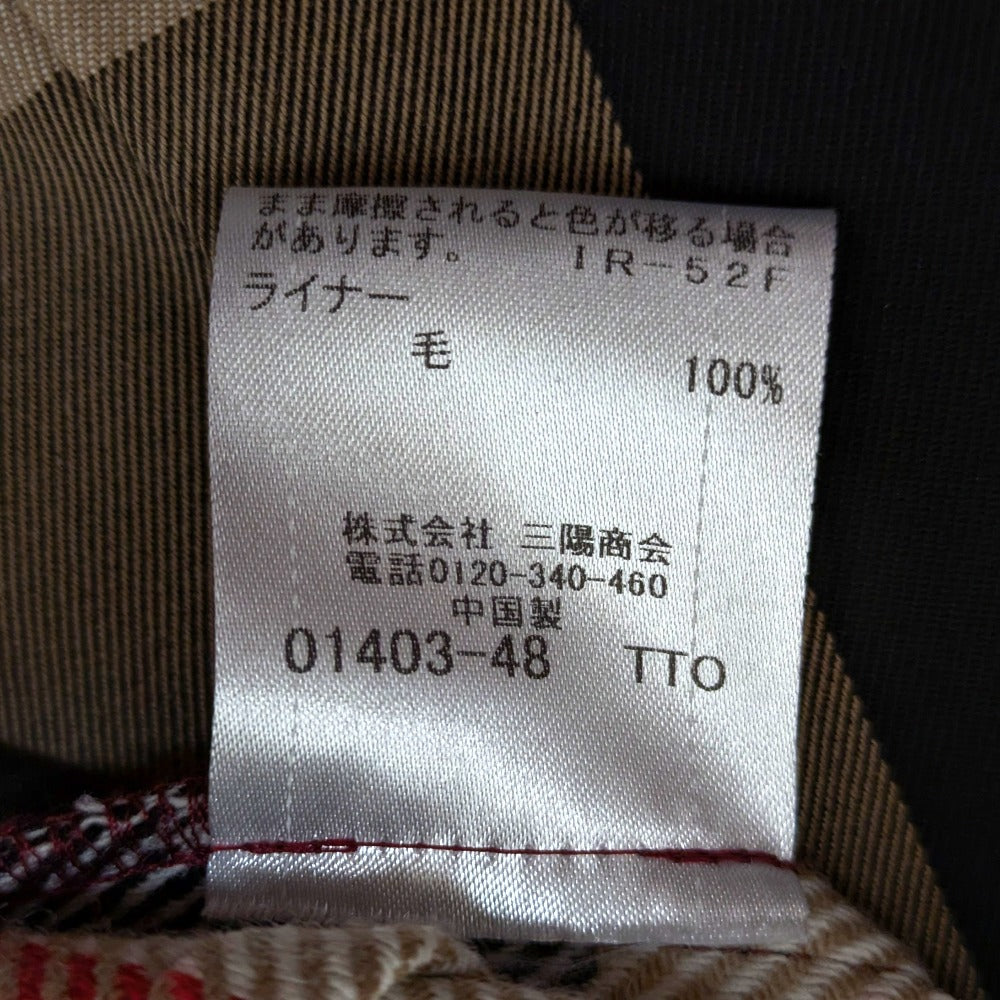 まま摩擦されると色が移る場合
があります。 IR-52F
ライナー
毛 100%
株式会社 三陽商会
電話0120-340-460
中国製
01403-48 TTO